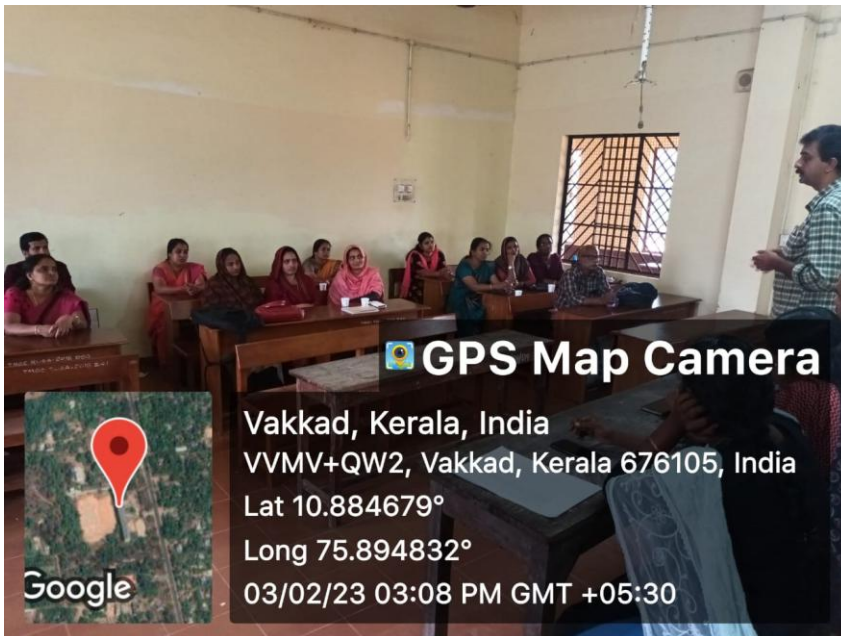 GPS Map Camera
Vakkad, Kerala, India
VVMV+QW2, Vakkad, Kerala 676105, India
Lat 10.884679°
Long 75.894832°
03/02/23 03:08 PM GMT +05:30
Google